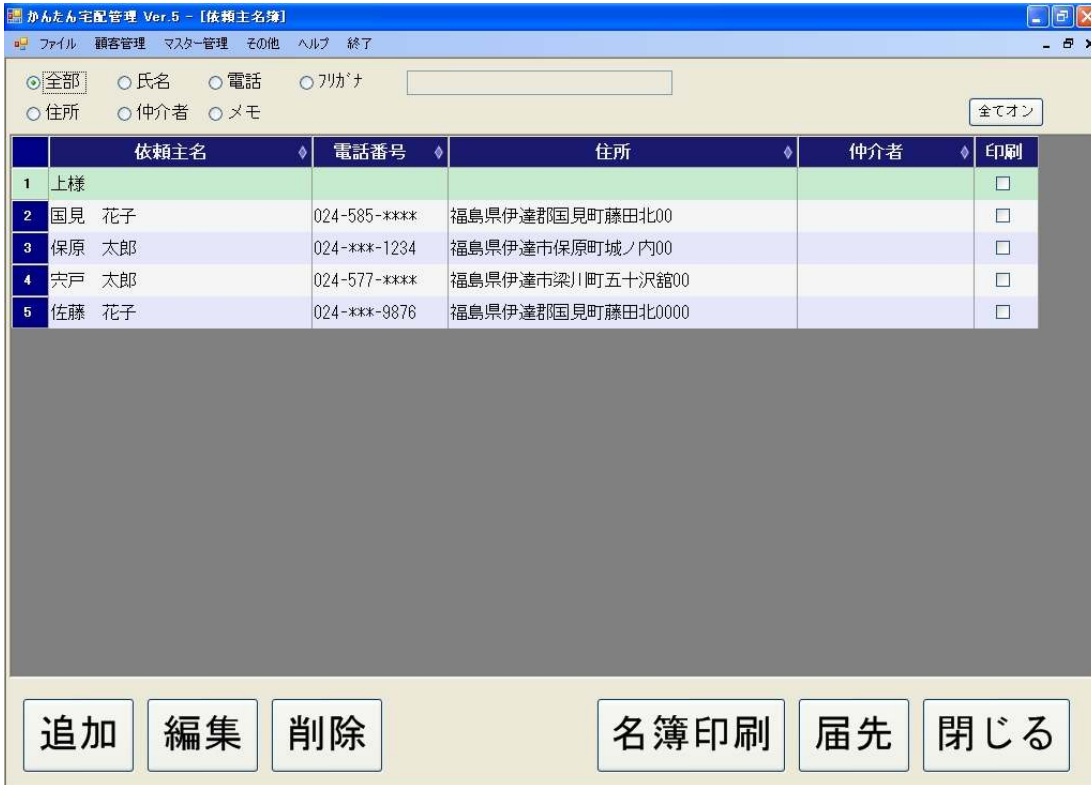 かんたん宅配管理 Ver.5 - [依頼主名簿]
ファイル 顧客管理 マスター管理 その他 ヘルプ 終了
全部 氏名 電話 フリガナ
住所 仲介者 メモ 全てオン
依頼主名 電話番号 住所 仲介者 印刷
1 上様
2 国見 花子 024-585-**** 福島県伊達郡国見町藤田北00
3 保原 太郎 024-***-1234 福島県伊達市保原町城ノ内00
4 宍戸 太郎 024-577-**** 福島県伊達市梁川町五十沢舘00
5 佐藤 花子 024-***-9876 福島県伊達郡国見町藤田北0000
追加 編集 削除 名簿印刷 届先 閉じる